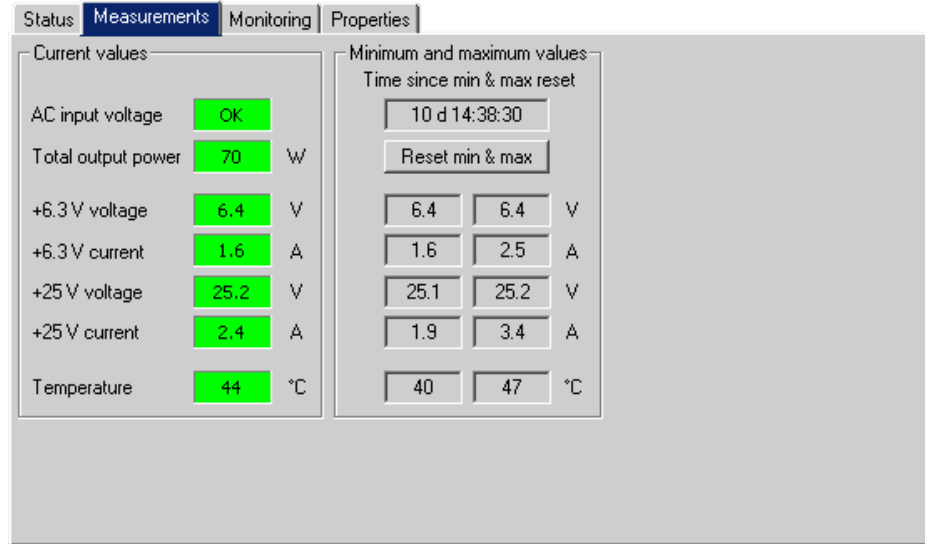 Status Measurements Monitoring Properties
Current values
AC input voltage OK
Total output power 70 W
+6.3 V voltage 6.4 V
+6.3 V current 1.6 A
+25 V voltage 25.2 V
+25 V current 2.4 A
Temperature 44 °C
Minimum and maximum values
Time since min & max reset
10 d 14:38:30
Reset min & max
6.4 6.4 V
1.6 2.5 A
25.1 25.2 V
1.9 3.4 A
40 47 °C